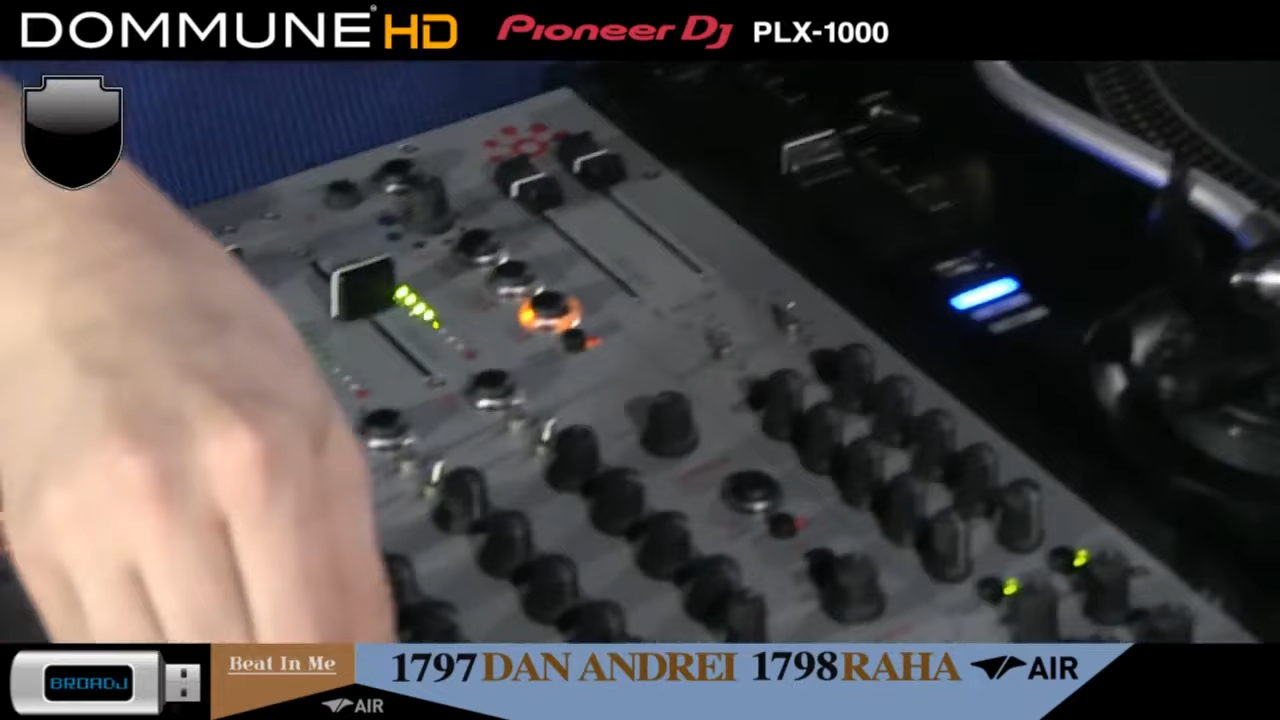 DOMMUNE HD Pioneer Dj PLX-1000
BROADJ Beat In Me 1797 DAN ANDREI 1798 RAHA AIR
AIR